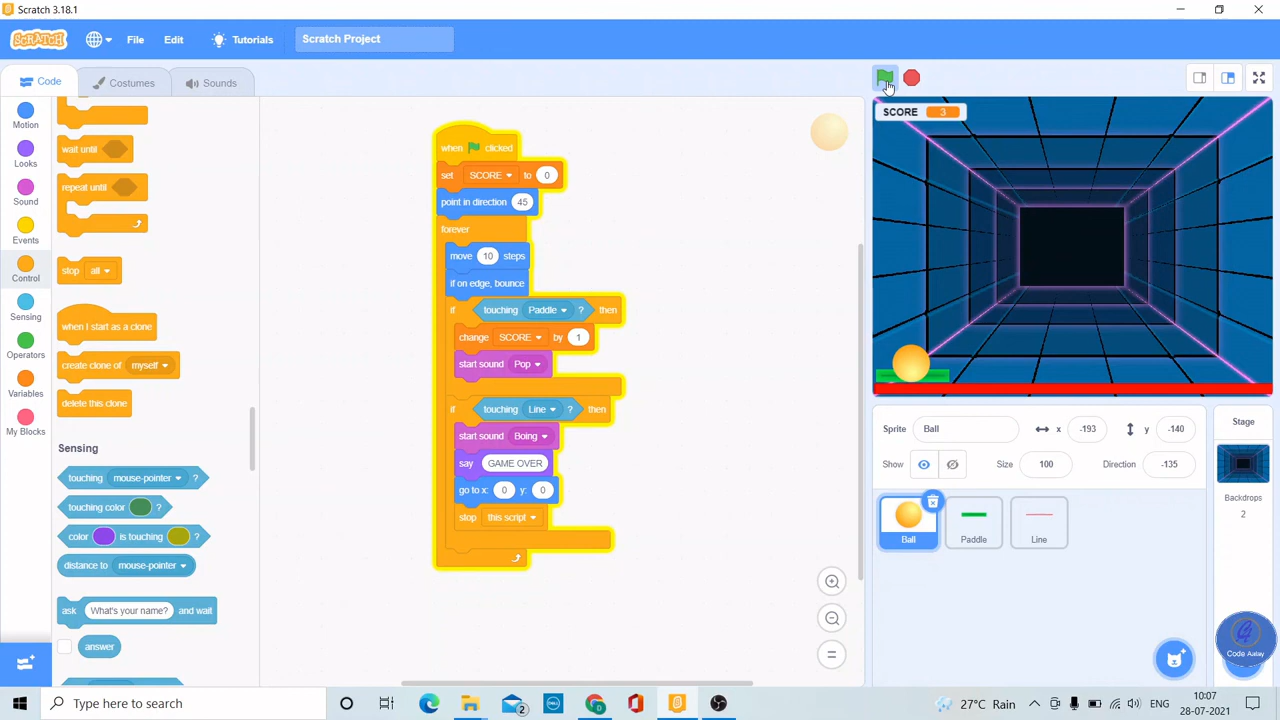 Scratch 3.18.1
SCRATCH
File
Edit
Tutorials
Scratch Project
Code
Costumes
Sounds
Motion
Looks
Sound
Events
Control
Sensing
Operators
Variables
My Blocks
wait until
repeat until
stop all
when I start as a clone
create clone of myself
delete this clone
Sensing
touching mouse-pointer ?
touching color ?
color is touching ?
distance to mouse-pointer
ask What's your name? and wait
answer
when clicked
set SCORE to 0
point in direction 45
forever
move 10 steps
if on edge, bounce
if touching Paddle ? then
change SCORE by 1
start sound Pop
if touching Line ? then
start sound Boing
say GAME OVER
go to x: 0 y: 0
stop this script
SCORE 3
Sprite Ball x -193 y -140
Show Size 100 Direction -135
Ball
Paddle
Line
Stage
Backdrops
2
Code Aatay
Type here to search
2
27°C Rain
ENG
10:07
28-07-2021